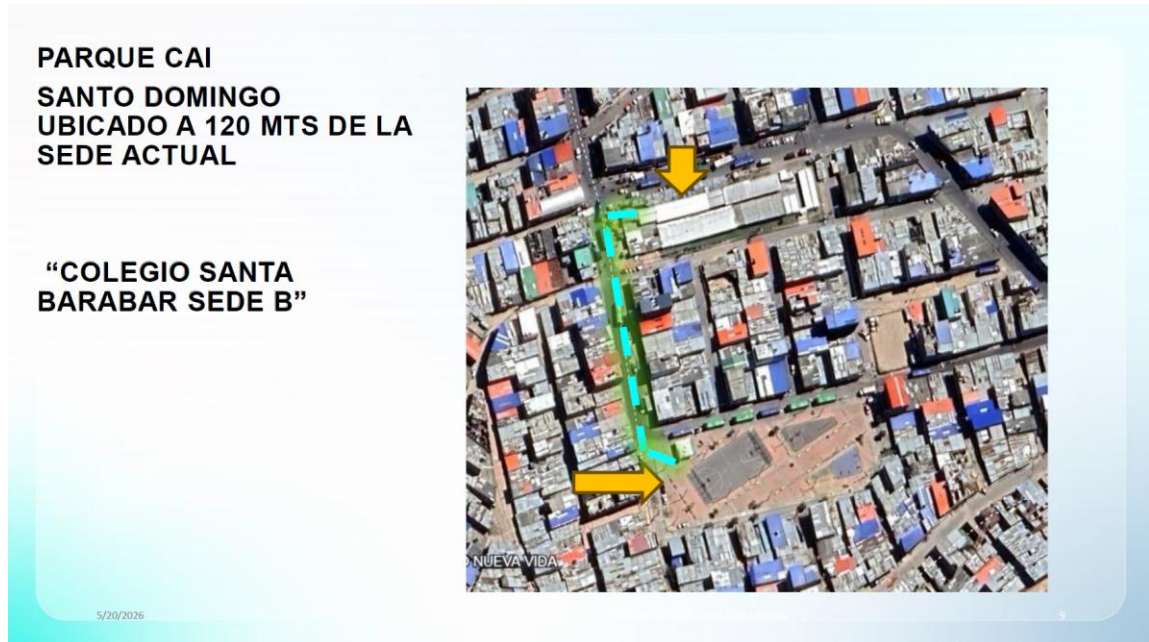 PARQUE CAI
SANTO DOMINGO
UBICADO A 120 MTS DE LA
SEDE ACTUAL
“COLEGIO SANTA
BARABAR SEDE B”
NUEVA VIDA
5/20/2026
9